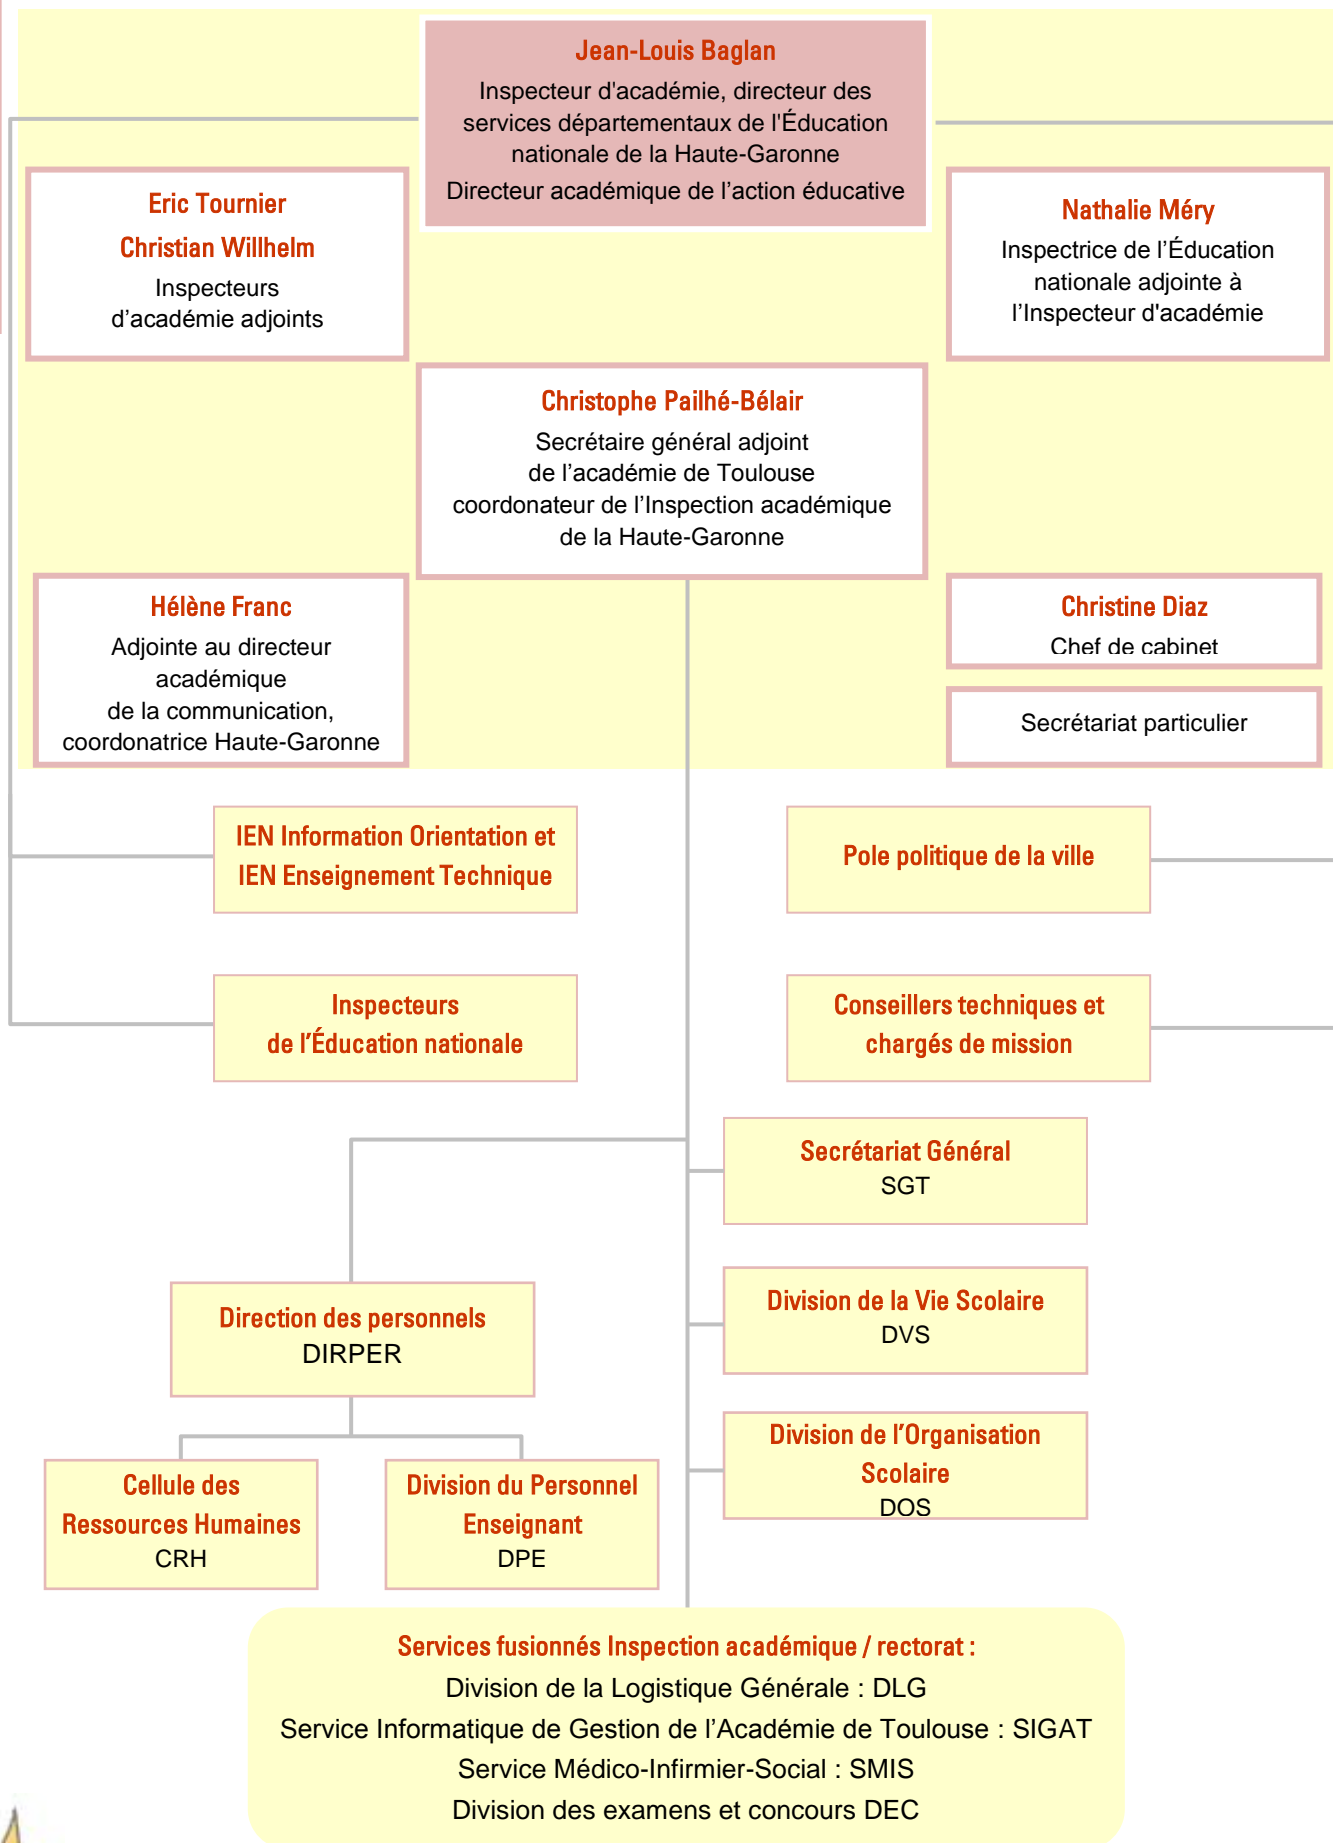 Jean-Louis Baglan
Inspecteur d'académie, directeur des
services départementaux de l'Éducation
nationale de la Haute-Garonne
Directeur académique de l’action éducative
Eric Tournier
Christian Willhelm
Inspecteurs
d’académie adjoints
Nathalie Méry
Inspectrice de l’Éducation
nationale adjointe à
l’Inspecteur d'académie
Christophe Pailhé-Bélair
Secrétaire général adjoint
de l’académie de Toulouse
coordonateur de l’Inspection académique
de la Haute-Garonne
Hélène Franc
Adjointe au directeur
académique
de la communication,
coordonatrice Haute-Garonne
Christine Diaz
Chef de cabinet
Secrétariat particulier
IEN Information Orientation et
IEN Enseignement Technique
Pole politique de la ville
Inspecteurs
de l’Éducation nationale
Conseillers techniques et
chargés de mission
Secrétariat Général
SGT
Direction des personnels
DIRPER
Division de la Vie Scolaire
DVS
Division de l’Organisation
Scolaire
DOS
Cellule des
Ressources Humaines
CRH
Division du Personnel
Enseignant
DPE
Services fusionnés Inspection académique / rectorat :
Division de la Logistique Générale : DLG
Service Informatique de Gestion de l’Académie de Toulouse : SIGAT
Service Médico-Infirmier-Social : SMIS
Division des examens et concours DEC